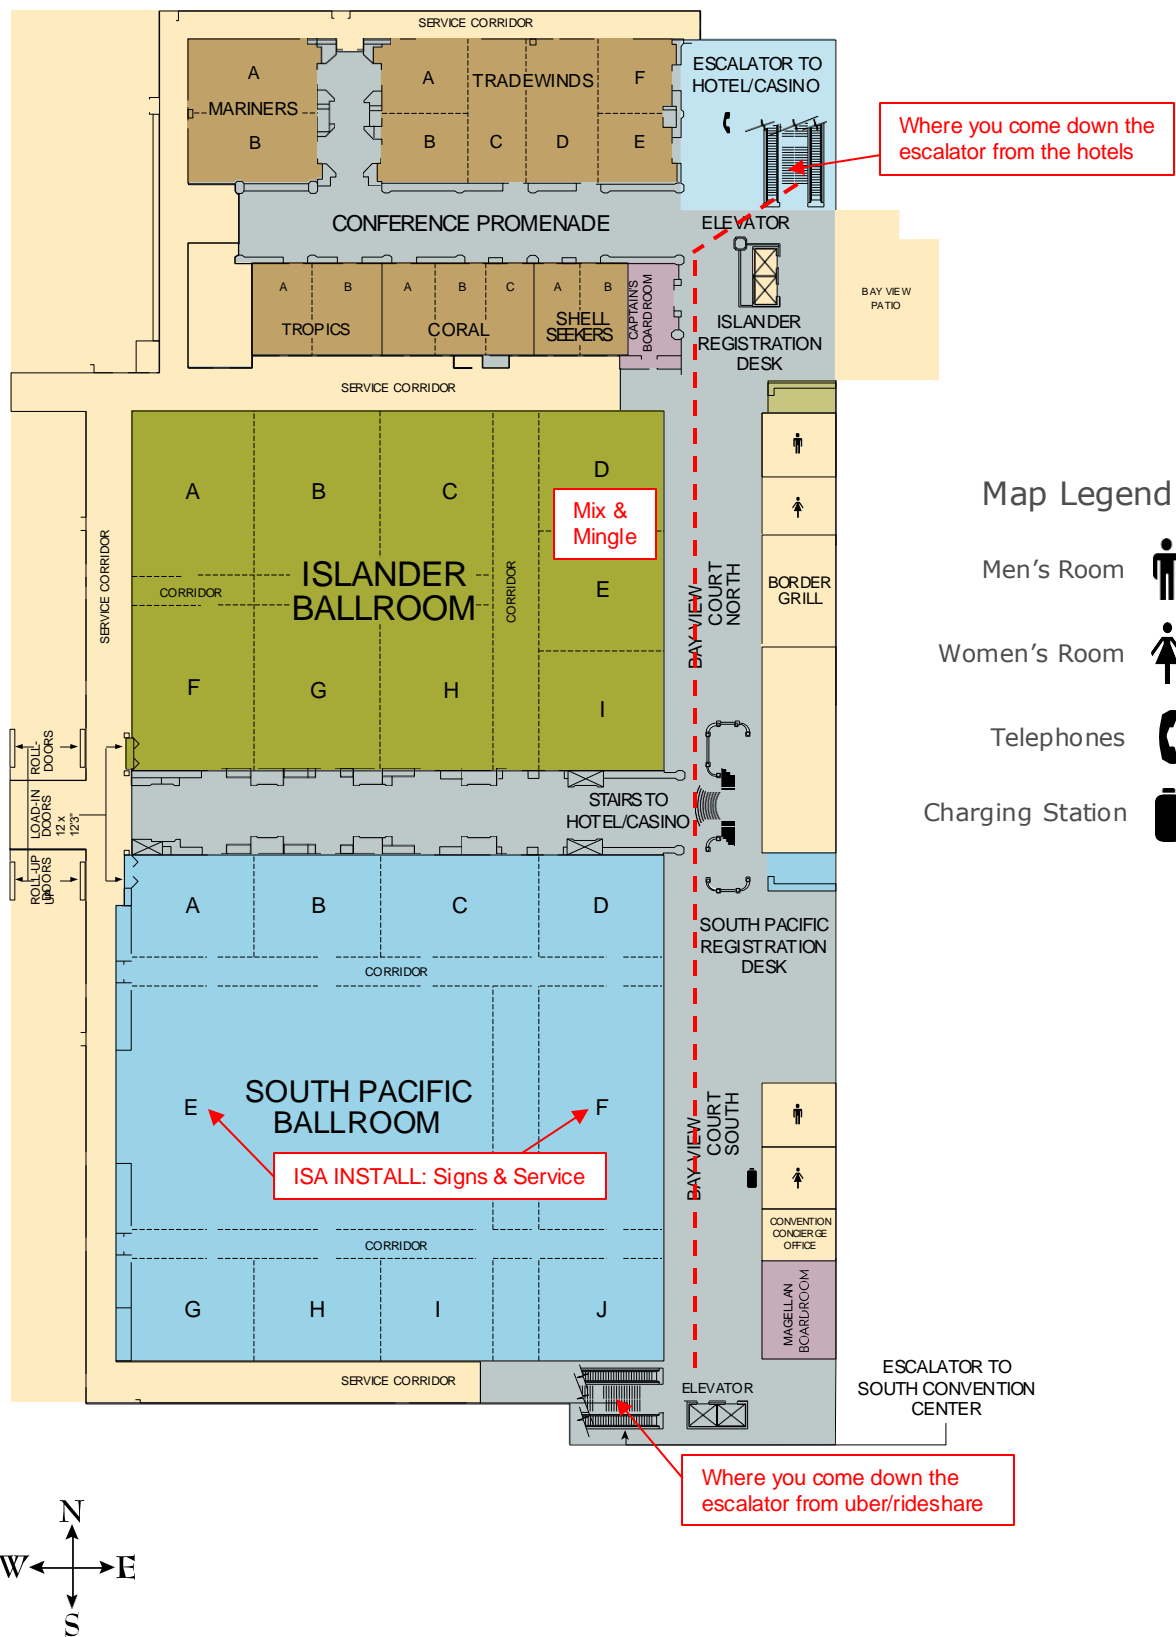 SERVICE CORRIDOR
A
MARINERS
B
A
TRADEWINDS
F
B
C
D
E
ESCALATOR TO
HOTEL/CASINO
Where you come down the
escalator from the hotels
CONFERENCE PROMENADE
ELEVATOR
BAY VIEW
PATIO
A
B
A
B
C
A
B
TROPICS
CORAL
SHELL
SEEKERS
CAPTAIN'S
BOARDROOM
ISLANDER
REGISTRATION
DESK
SERVICE CORRIDOR
SERVICE CORRIDOR
A
B
C
D
Mix &
Mingle
ISLANDER
BALLROOM
CORRIDOR
CORRIDOR
E
F
G
H
I
BAY VIEW
COURT
NORTH
BORDER
GRILL
Map Legend
Men's Room
Women's Room
Telephones
Charging Station
ROLL-
DOORS
LOAD-IN
DOORS
12 x
12'3"
ROLL-UP
DOORS
UP
STAIRS TO
HOTEL/CASINO
A
B
C
D
CORRIDOR
SOUTH PACIFIC
REGISTRATION
DESK
E
SOUTH PACIFIC
BALLROOM
F
ISA INSTALL: Signs & Service
BAY VIEW
COURT
SOUTH
CORRIDOR
G
H
I
J
CONVENTION
CONCIERGE
OFFICE
MAGELLAN
BOARDROOM
SERVICE CORRIDOR
ELEVATOR
ESCALATOR TO
SOUTH CONVENTION
CENTER
Where you come down the
escalator from uber/rideshare
N
W
E
S